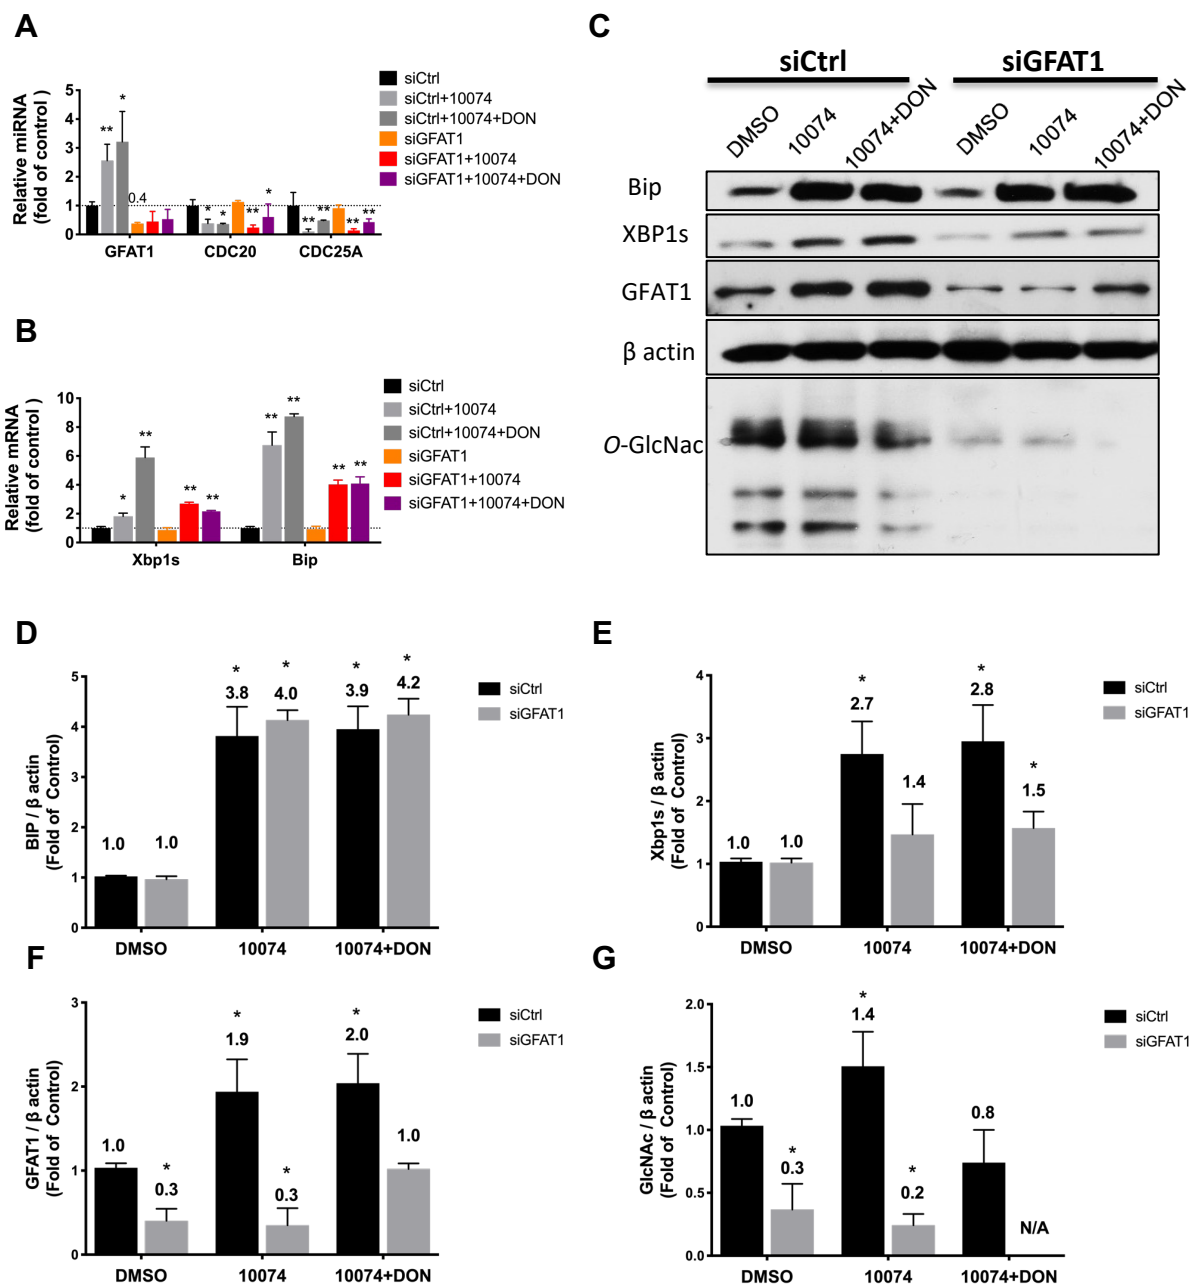 A
Relative miRNA
(fold of control )
5
4
3
2
1
0
** * 0.4 * * ** * ** ** ** **
GFAT1 CDC20 CDC25A
siCtrl
siCtrl+10074
siCtrl+10074+DON
siGFAT1
siGFAT1+10074
siGFAT1+10074+DON
B
Relative mRNA
(fold of control )
10
8
6
4
2
0
* ** ** ** ** ** ** **
Xbp1s Bip
siCtrl
siCtrl+10074
siCtrl+10074+DON
siGFAT1
siGFAT1+10074
siGFAT1+10074+DON
C
siCtrl siGFAT1
DMSO 10074 10074+DON DMSO 10074 10074+DON
Bip
XBP1s
GFAT1
β actin
O-GlcNac
D
BIP / β actin
(Fold of Control)
5
4
3
2
1
0
* * * *
1.0 1.0 3.8 4.0 3.9 4.2
DMSO 10074 10074+DON
siCtrl
siGFAT1
E
Xbp1s / β actin
(Fold of Control)
4
3
2
1
0
* * *
1.0 1.0 2.7 1.4 2.8 1.5
DMSO 10074 10074+DON
siCtrl
siGFAT1
F
GFAT1 / β actin
(Fold of Control)
3
2
1
0
* * * *
1.0 0.3 1.9 0.3 2.0 1.0
DMSO 10074 10074+DON
siCtrl
siGFAT1
G
GlcNAc / β actin
(Fold of Control)
2.0
1.5
1.0
0.5
0.0
* * *
1.0 0.3 1.4 0.2 0.8 N/A
DMSO 10074 10074+DON
siCtrl
siGFAT1